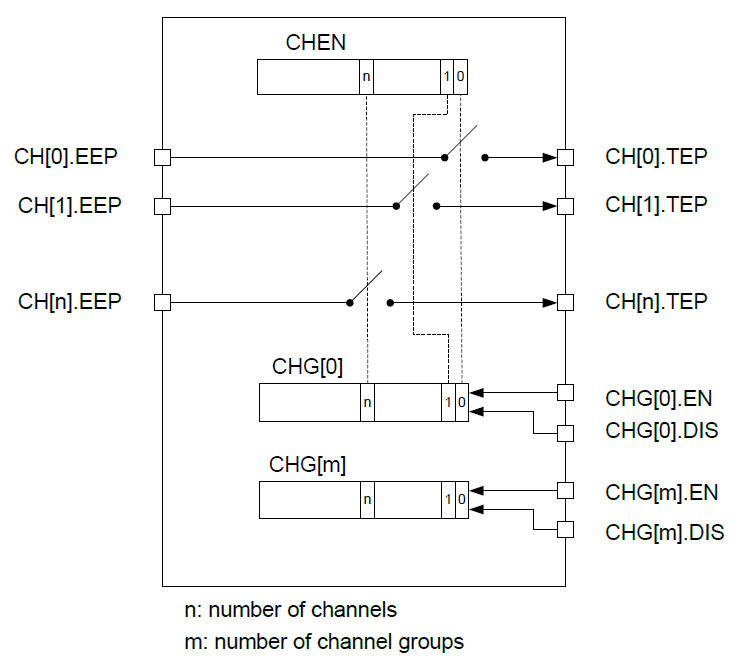 CHEN
n 1 0
CH[0].EEP CH[0].TEP
CH[1].EEP CH[1].TEP
CH[n].EEP CH[n].TEP
CHG[0]
n 1 0
CHG[0].EN
CHG[0].DIS
CHG[m]
n 1 0
CHG[m].EN
CHG[m].DIS
n: number of channels
m: number of channel groups